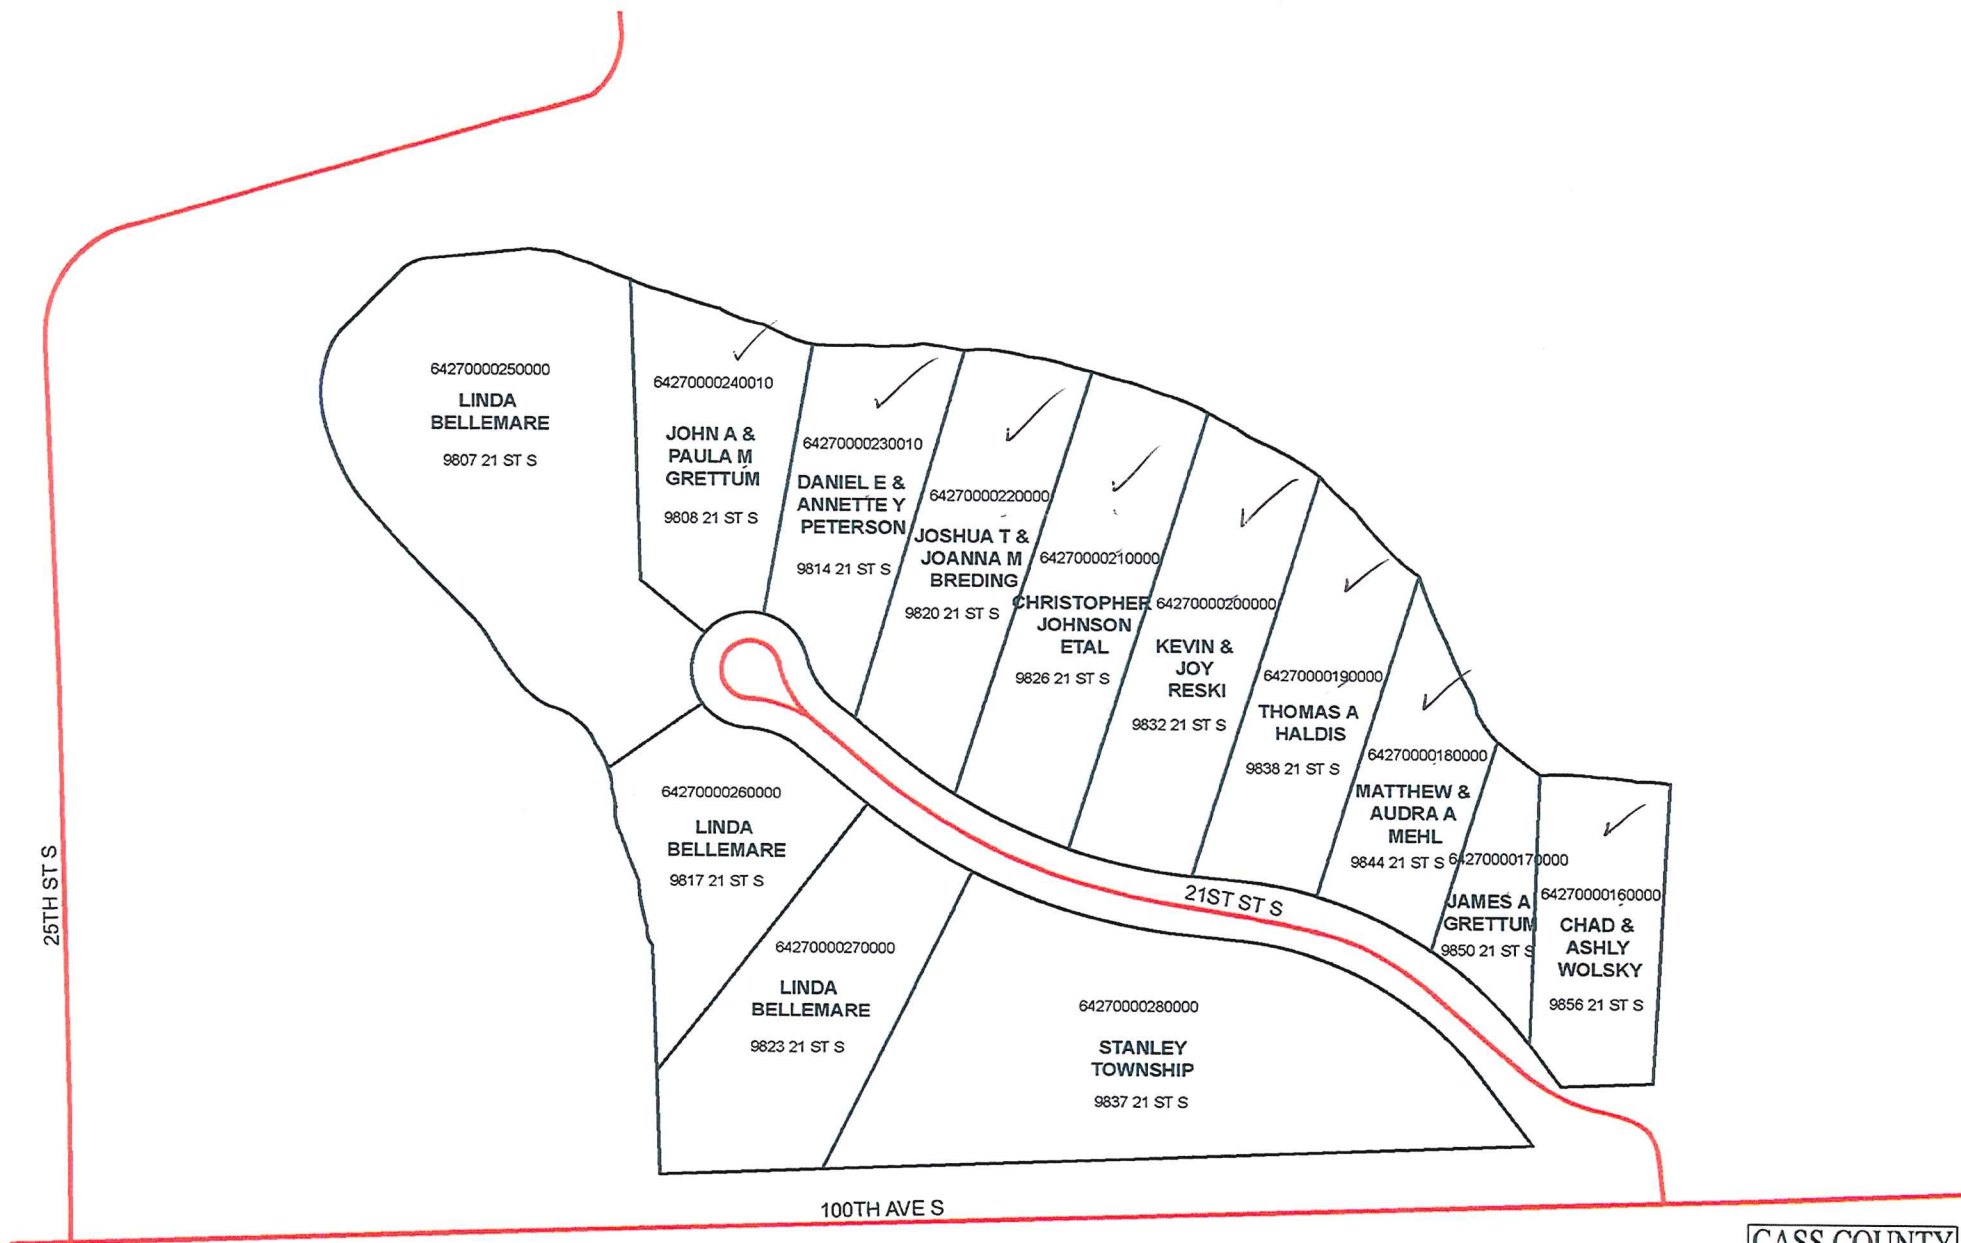 64270000250000
LINDA
BELLEMARE
9807 21 ST S
64270000240010
JOHN A &
PAULA M
GRETTUM
9808 21 ST S
64270000230010
DANIEL E &
ANNETTE Y
PETERSON
9814 21 ST S
64270000220000
JOSHUA T &
JOANNA M
BREDING
9820 21 ST S
64270000210000
CHRISTOPHER
JOHNSON
ETAL
9826 21 ST S
64270000200000
KEVIN &
JOY
RESKI
9832 21 ST S
64270000190000
THOMAS A
HALDIS
9838 21 ST S
64270000180000
MATTHEW &
AUDRA A
MEHL
9844 21 ST S
64270000170000
JAMES A
GRETTUM
9850 21 ST S
64270000160000
CHAD &
ASHLY
WOLSKY
9856 21 ST S
64270000260000
LINDA
BELLEMARE
9817 21 ST S
64270000270000
LINDA
BELLEMARE
9823 21 ST S
64270000280000
STANLEY
TOWNSHIP
9837 21 ST S
21ST ST S
25TH ST S
100TH AVE S
CASS COUNTY